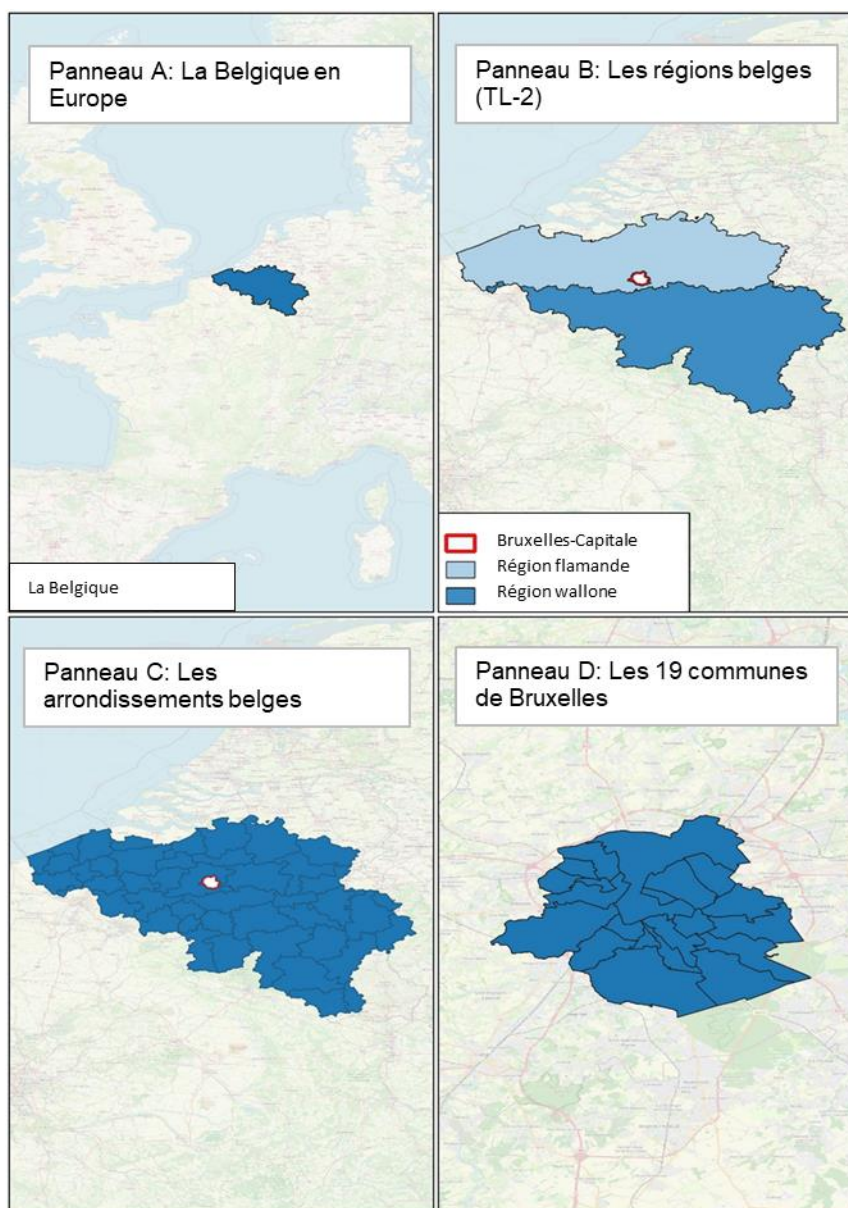 Panneau A: La Belgique en
Europe
Panneau B: Les régions belges
(TL-2)
Bruxelles-Capitale
Région flamande
Région wallone
La Belgique
Panneau C: Les
arrondissements belges
Panneau D: Les 19 communes
de Bruxelles